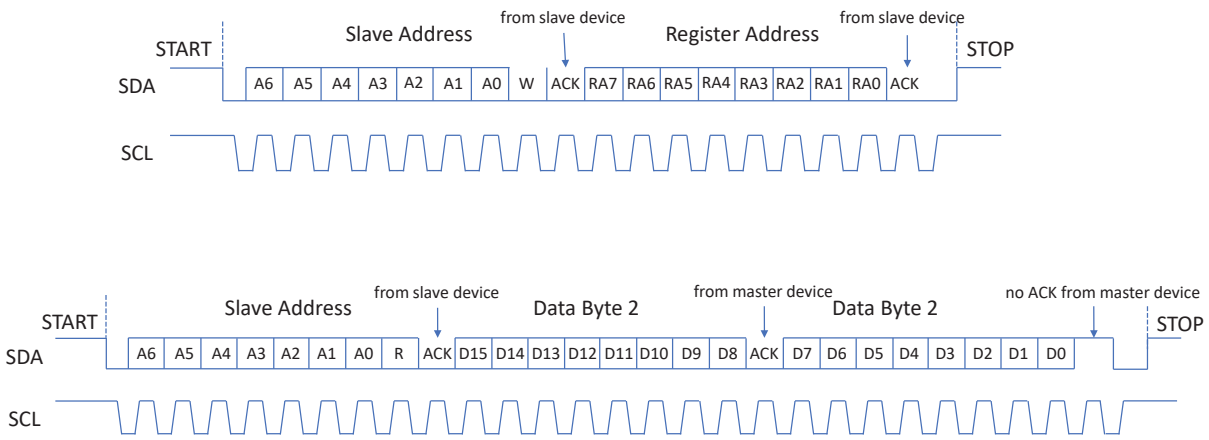 from slave device from slave device
Slave Address Register Address
START STOP
SDA A6 A5 A4 A3 A2 A1 A0 W ACK RA7 RA6 RA5 RA4 RA3 RA2 RA1 RA0 ACK
SCL
from slave device from master device no ACK from master device
Slave Address Data Byte 2 Data Byte 2
START STOP
SDA A6 A5 A4 A3 A2 A1 A0 R ACK D15 D14 D13 D12 D11 D10 D9 D8 ACK D7 D6 D5 D4 D3 D2 D1 D0
SCL